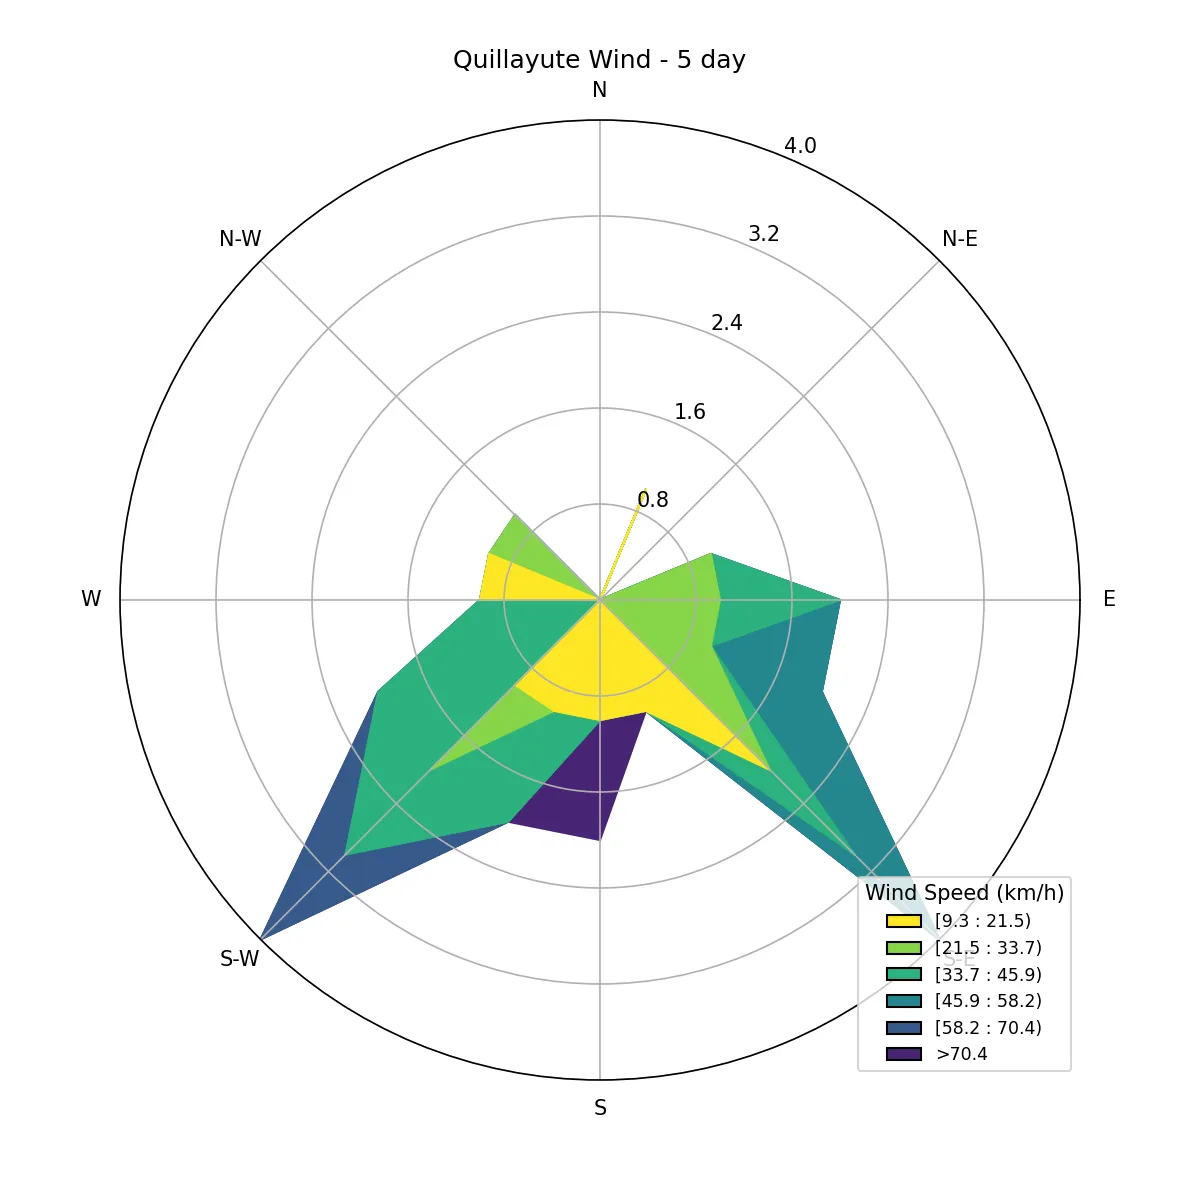 Quillayute Wind - 5 day
N
4.0
N-W
3.2
N-E
2.4
1.6
0.8
W
E
Wind Speed (km/h)
[9.3 : 21.5)
[21.5 : 33.7)
S-W
S-E
[33.7 : 45.9)
[45.9 : 58.2)
[58.2 : 70.4)
>70.4
S